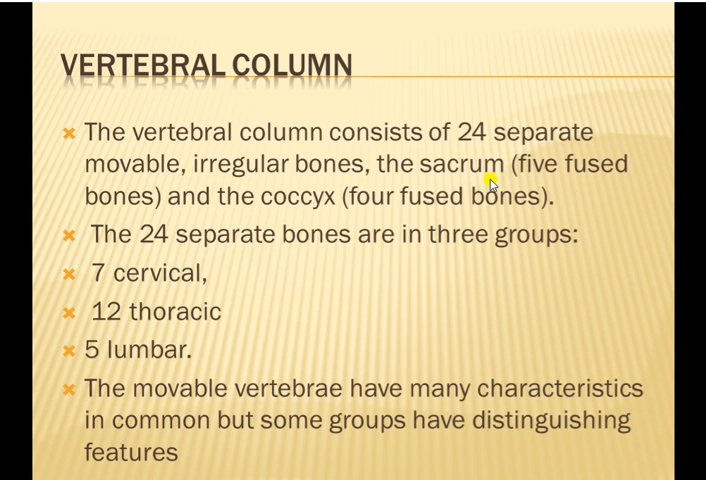 VERTEBRAL COLUMN
The vertebral column consists of 24 separate
movable, irregular bones, the sacrum (five fused
bones) and the coccyx (four fused bones).
The 24 separate bones are in three groups:
7 cervical,
12 thoracic
5 lumbar.
The movable vertebrae have many characteristics
in common but some groups have distinguishing
features